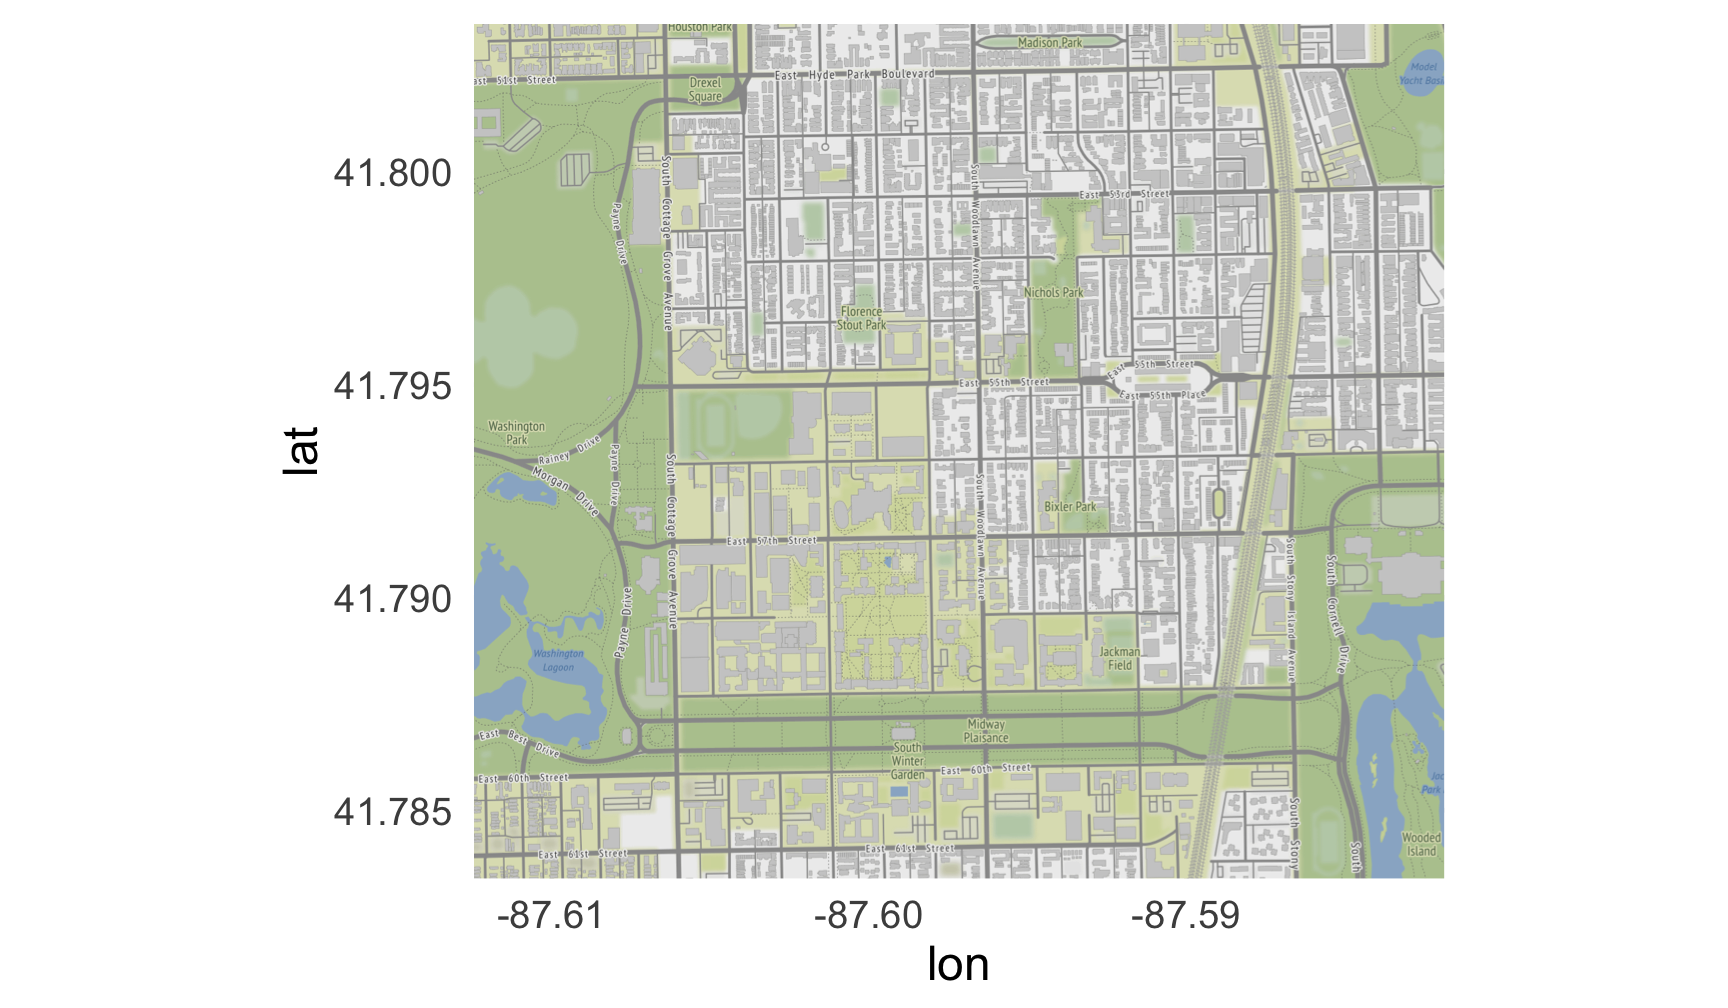 Houston Park
Madison Park
East Hyde Park Boulevard
ast 51st Street
Drexel
Square
Model
Yacht Basi
41.800
South Cottage Grove Avenue
South Woodlawn Avenue
East 53rd Street
Payne Drive
Nichols Park
Florence
Stout Park
41.795
East 55th Street
East 55th Street
East 55th Place
Washington
Park
Rainey Drive
Morgan Drive
Payne Drive
South Cottage Grove Avenue
South Woodlawn Avenue
Bixler Park
East 57th Street
lat
41.790
South Stony Island Avenue
South Cornell Drive
Payne Drive
Washington
Lagoon
Jackman
Field
Midway
Plaisance
East Best Drive
South
Winter
Garden
East 60th Street
East 60th Street
Jac
Park
41.785
South Stony
South
Wooded
Island
East 61st Street
East 61st Street
-87.61
-87.60
-87.59
lon